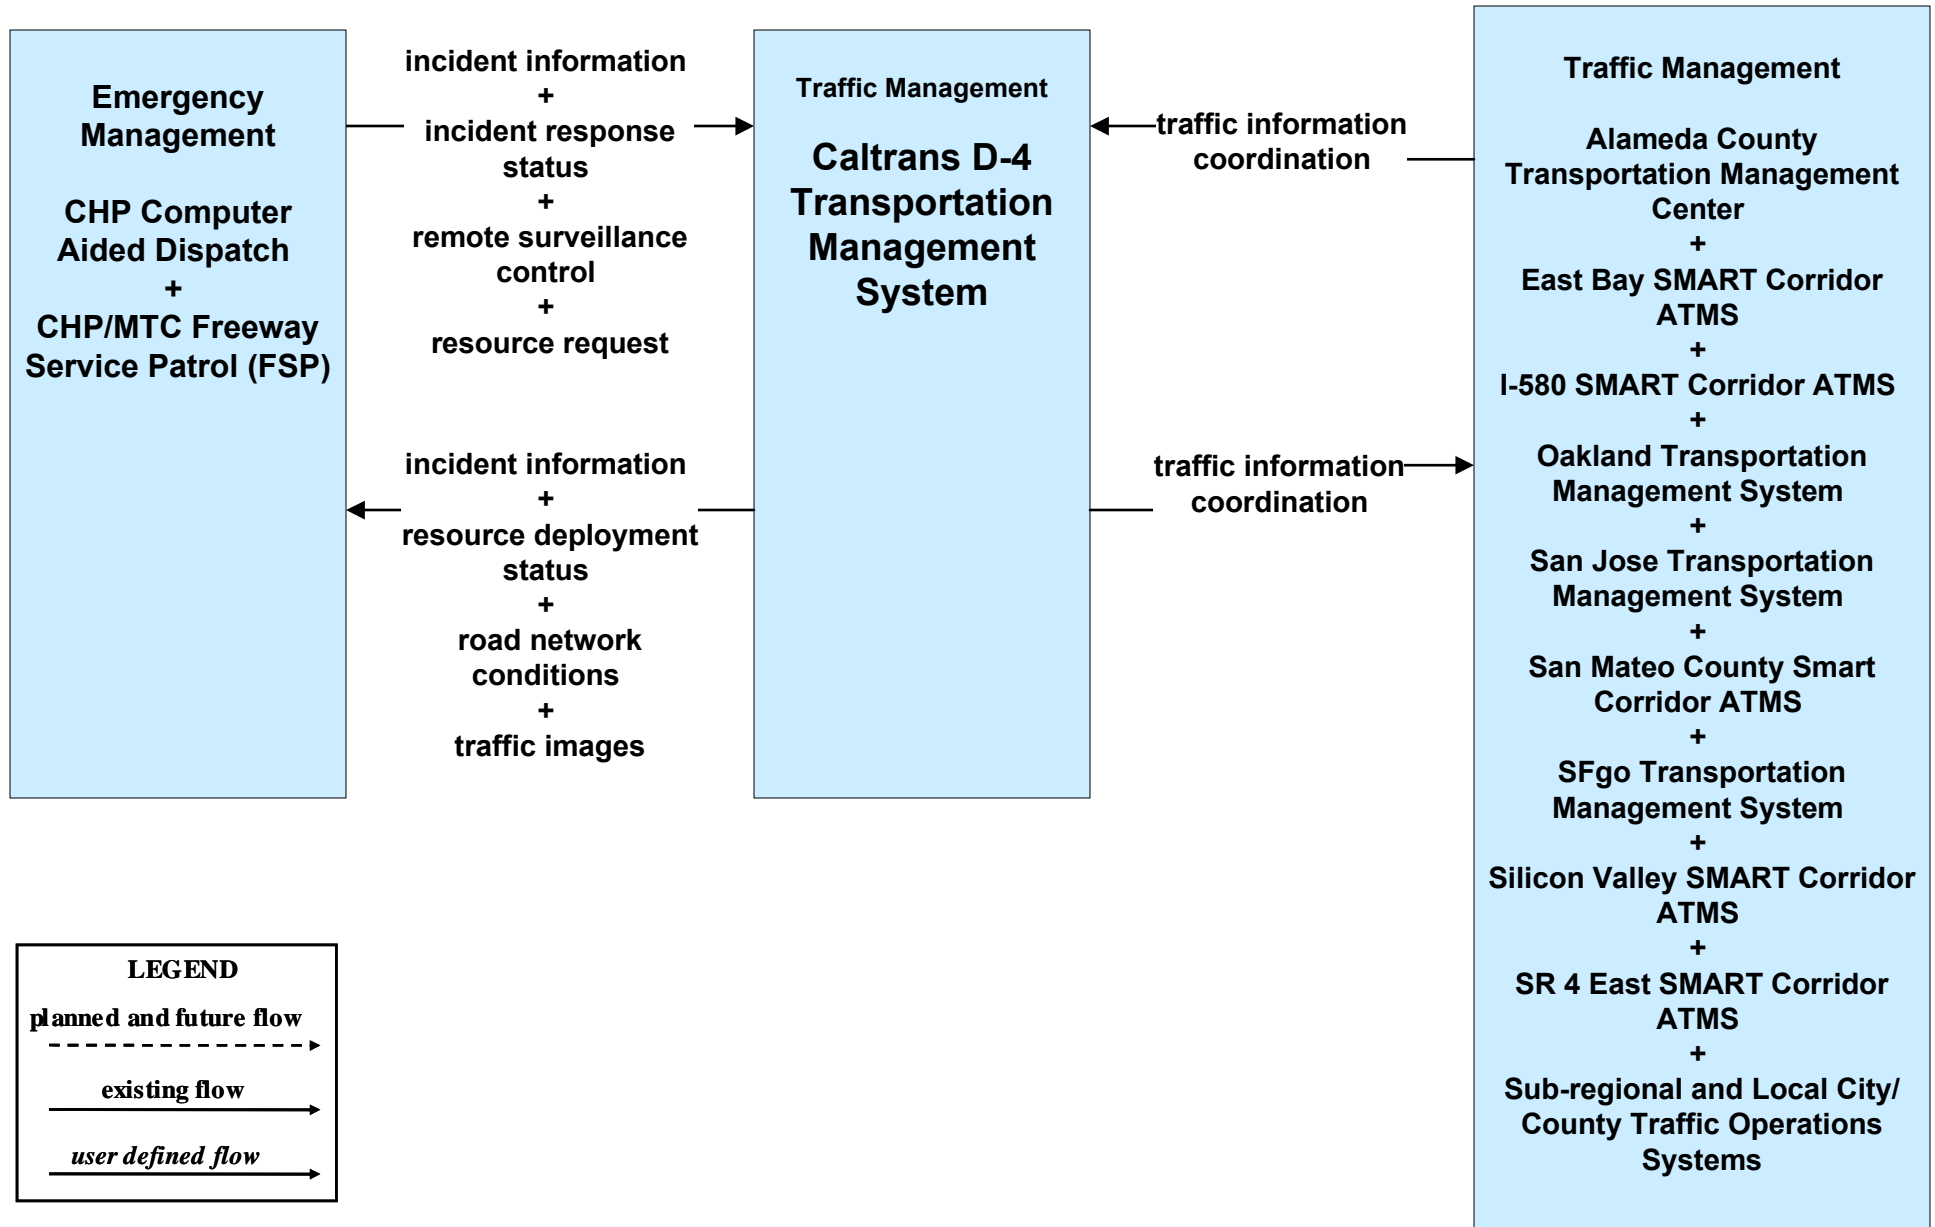 Emergency
Management
CHP Computer
Aided Dispatch
+
CHP/MTC Freeway
Service Patrol (FSP)
incident information
+
incident response
status
+
remote surveillance
control
+
resource request
incident information
+
resource deployment
status
+
road network
conditions
+
traffic images
Traffic Management
Caltrans D-4
Transportation
Management
System
traffic information
coordination
traffic information
coordination
Traffic Management
Alameda County
Transportation Management
Center
+
East Bay SMART Corridor
ATMS
+
I-580 SMART Corridor ATMS
+
Oakland Transportation
Management System
+
San Jose Transportation
Management System
+
San Mateo County Smart
Corridor ATMS
+
SFgo Transportation
Management System
+
Silicon Valley SMART Corridor
ATMS
+
SR 4 East SMART Corridor
ATMS
+
Sub-regional and Local City/
County Traffic Operations
Systems
LEGEND
planned and future flow
existing flow
user defined flow